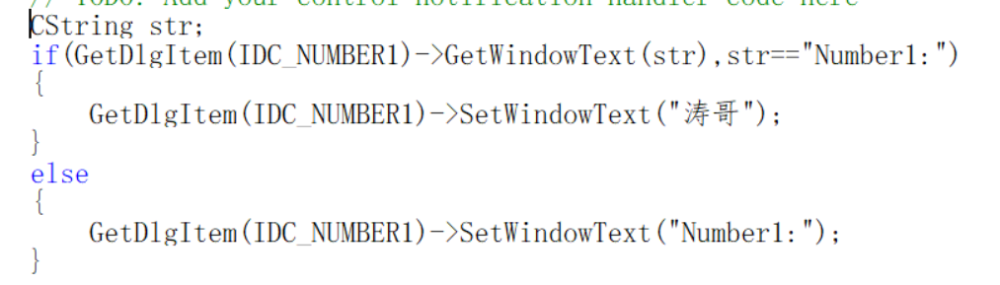 // TODO: Add your control notification handler code here
CString str;
if(GetDlgItem(IDC_NUMBER1)->GetWindowText(str),str=="Number1:")
{
    GetDlgItem(IDC_NUMBER1)->SetWindowText("涛哥");
}
else
{
    GetDlgItem(IDC_NUMBER1)->SetWindowText("Number1:");
}